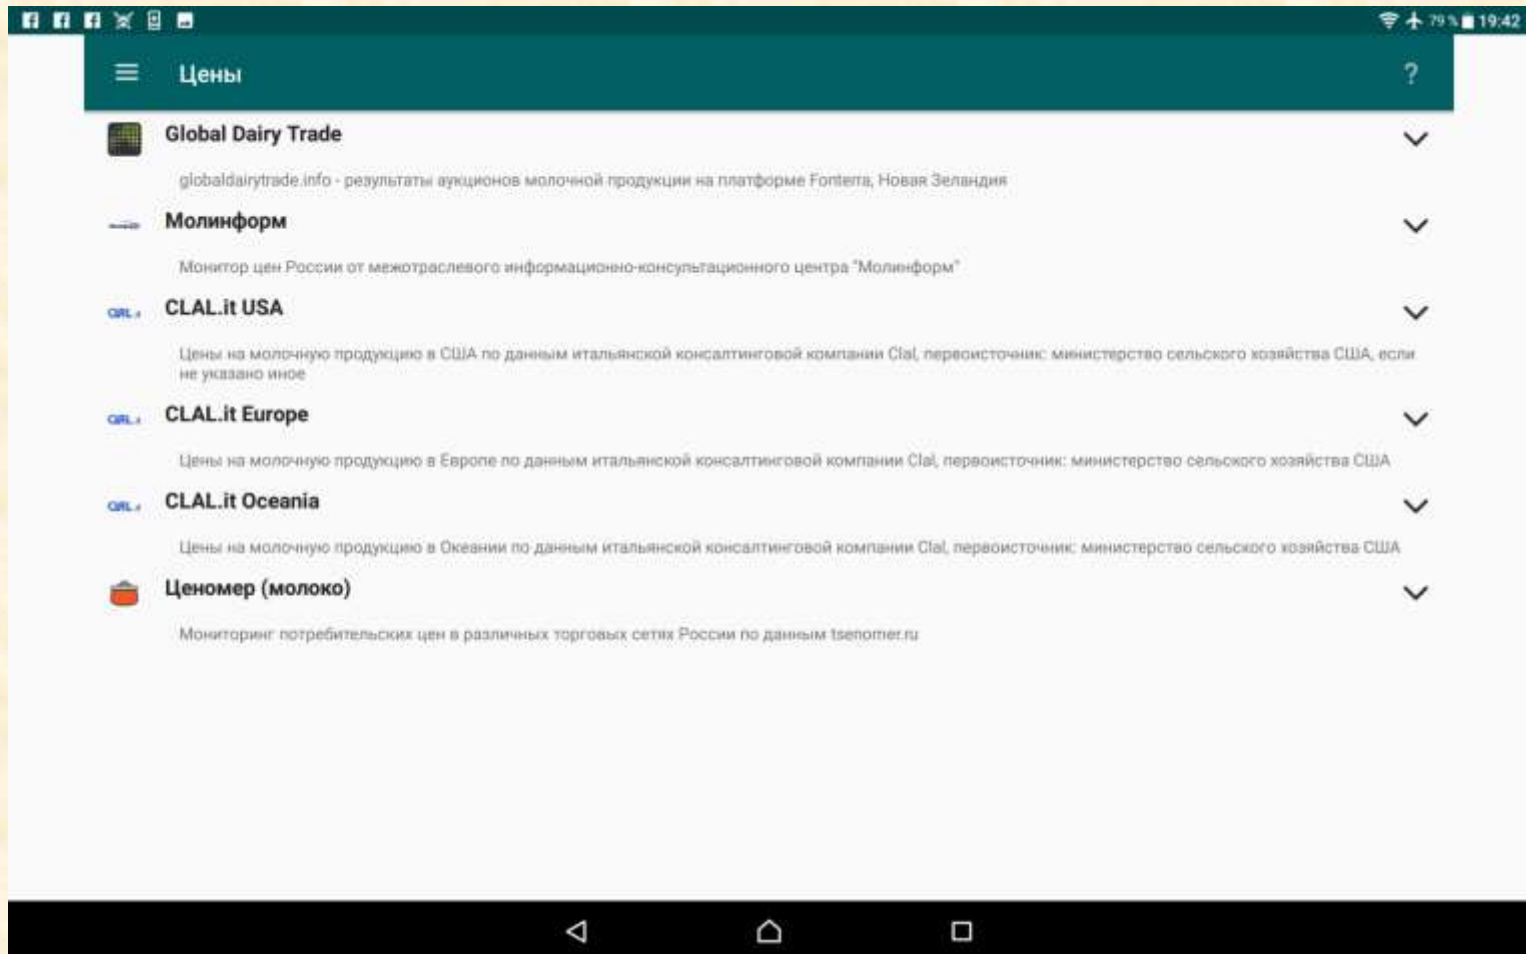 79 % 19:42
Цены ?
Global Dairy Trade
globaldairytrade.info - результаты аукционов молочной продукции на платформе Fonterra, Новая Зеландия
Молинформ
Монитор цен России от межотраслевого информационно-консультационного центра "Молинформ"
CLAL.it USA
Цены на молочную продукцию в США по данным итальянской консалтинговой компании Clal, первоисточник: министерство сельского хозяйства США, если
не указано иное
CLAL.it Europe
Цены на молочную продукцию в Европе по данным итальянской консалтинговой компании Clal, первоисточник: министерство сельского хозяйства США
CLAL.it Oceania
Цены на молочную продукцию в Океании по данным итальянской консалтинговой компании Clal, первоисточник: министерство сельского хозяйства США
Ценомер (молоко)
Мониторинг потребительских цен в различных торговых сетях России по данным tsenomer.ru